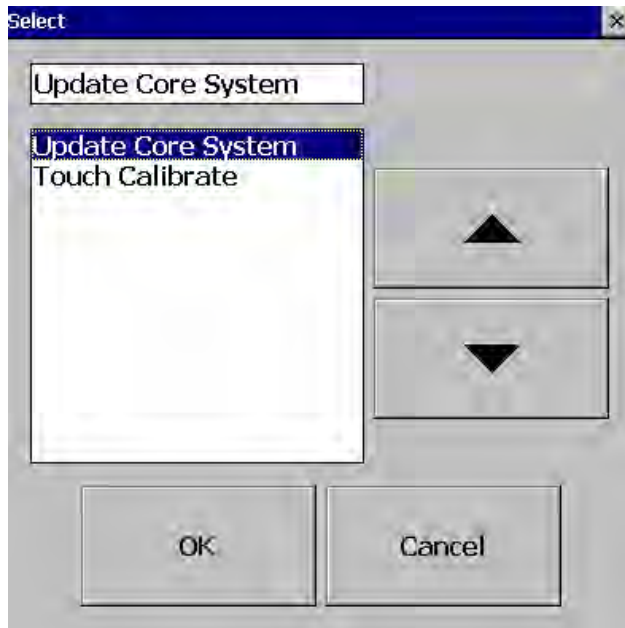 Select
Update Core System
Update Core System
Touch Calibrate
OK
Cancel